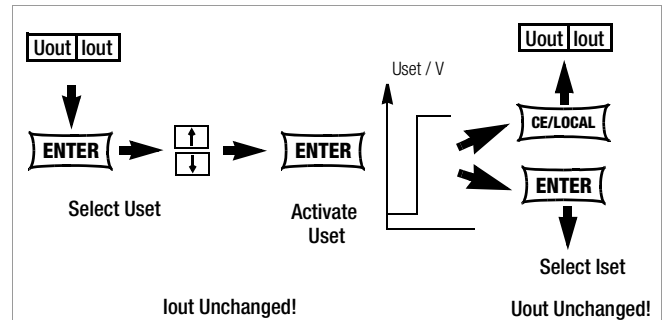 Uout Iout
ENTER
Select Uset
↑
↓
ENTER
Activate
Uset
Uset / V
Uout Iout
CE/LOCAL
ENTER
Select Iset
Iout Unchanged!
Uout Unchanged!